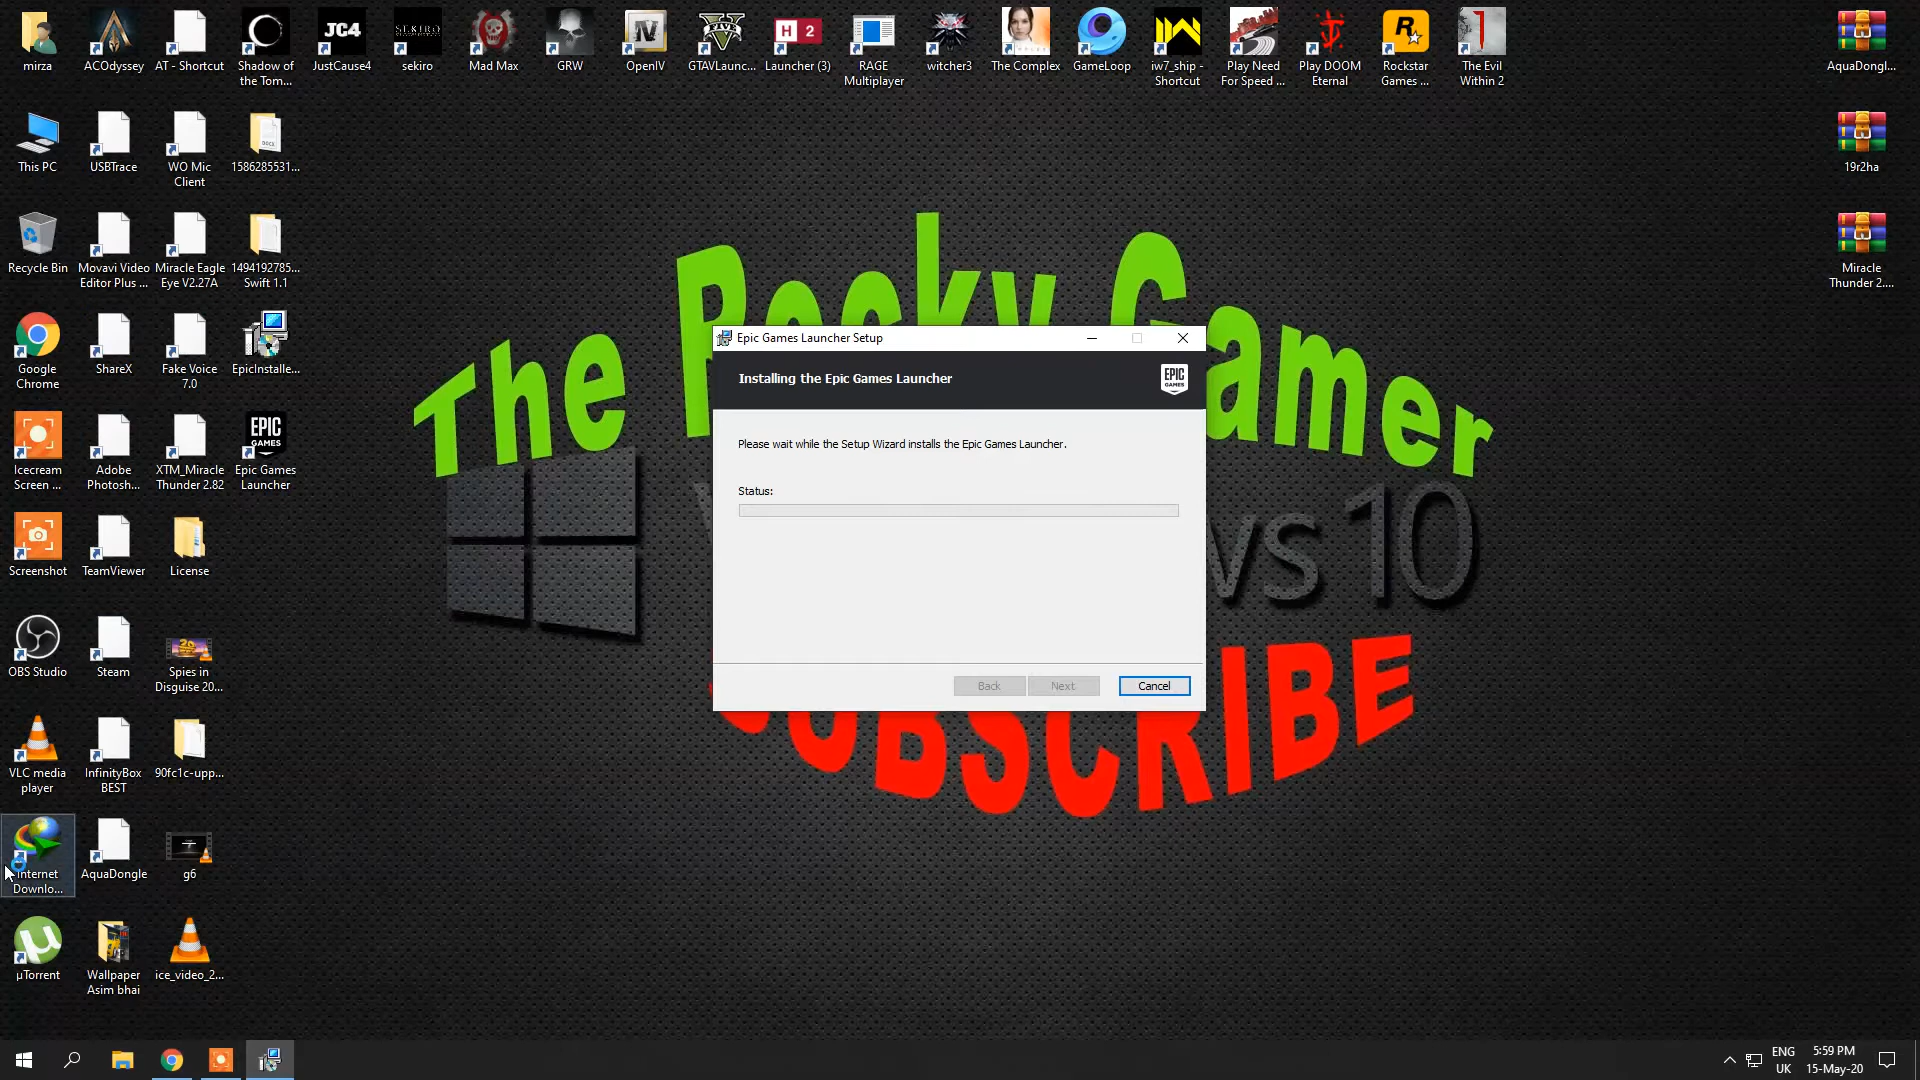 mirza
ACOdyssey
AT - Shortcut
Shadow of
the Tom...
JC4
JustCause4
SEKIRO
sekiro
Mad Max
GRW
IV
OpenIV
V
GTAVLaunc...
H 2
Launcher (3)
RAGE
Multiplayer
witcher3
The Complex
GameLoop
iw7_ship -
Shortcut
Play Need
For Speed ...
Play DOOM
Eternal
R
Rockstar
Games ...
The Evil
Within 2
AquaDongl...
This PC
USBTrace
WO Mic
Client
DOCS
1586285531...
19r2ha
Recycle Bin
Movavi Video
Editor Plus ...
Miracle Eagle
Eye V2.27A
1494192785...
Swift 1.1
Miracle
Thunder 2....
Google
Chrome
ShareX
Fake Voice
7.0
EpicInstalle...
Icecream
Screen ...
Adobe
Photosh...
XTM_Miracle
Thunder 2.82
EPIC
GAMES
Epic Games
Launcher
Screenshot
TeamViewer
License
OBS Studio
Steam
Spies in
Disguise 20...
VLC media
player
InfinityBox
BEST
90fc1c-upp...
Internet
Downlo...
AquaDongle
g6
µTorrent
Wallpaper
Asim bhai
ice_video_2...
The Rocky Gamer
Epic Games Launcher Setup
Installing the Epic Games Launcher
EPIC
GAMES
Please wait while the Setup Wizard installs the Epic Games Launcher.
Status:
Back
Next
Cancel
ws 10
SUBSCRIBE
ENG
UK
5:59 PM
15-May-20